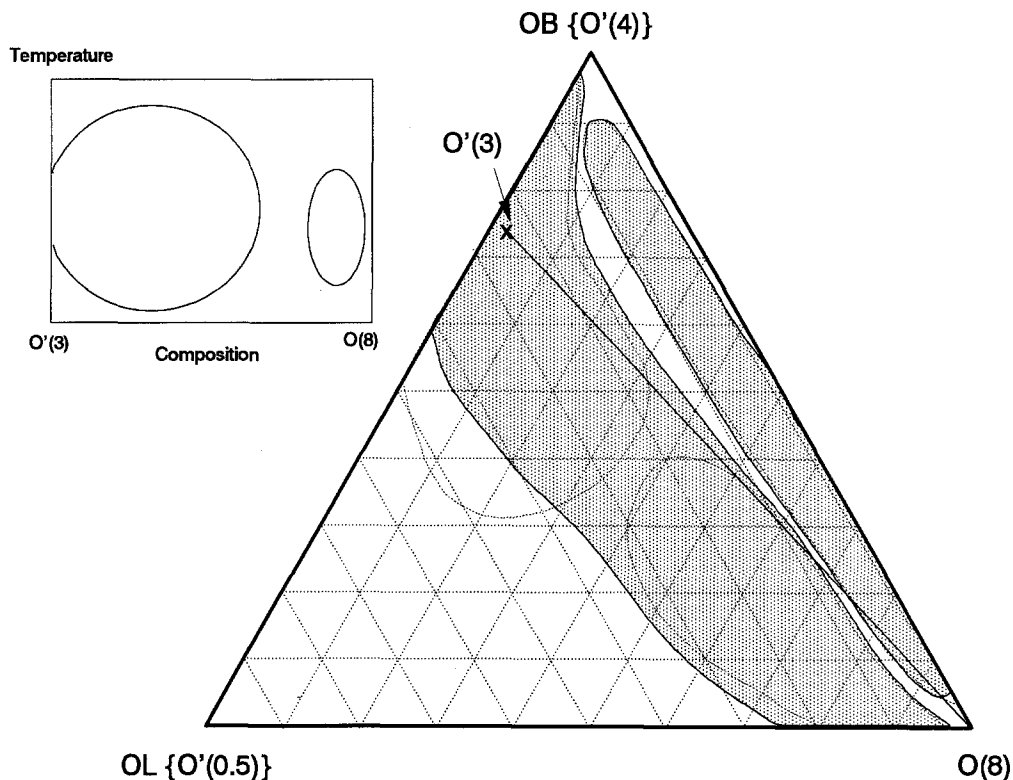 OB {O'(4)}
Temperature
O'(3)
x
O'(3)
O(8)
Composition
OL {O'(0.5)}
O(8)